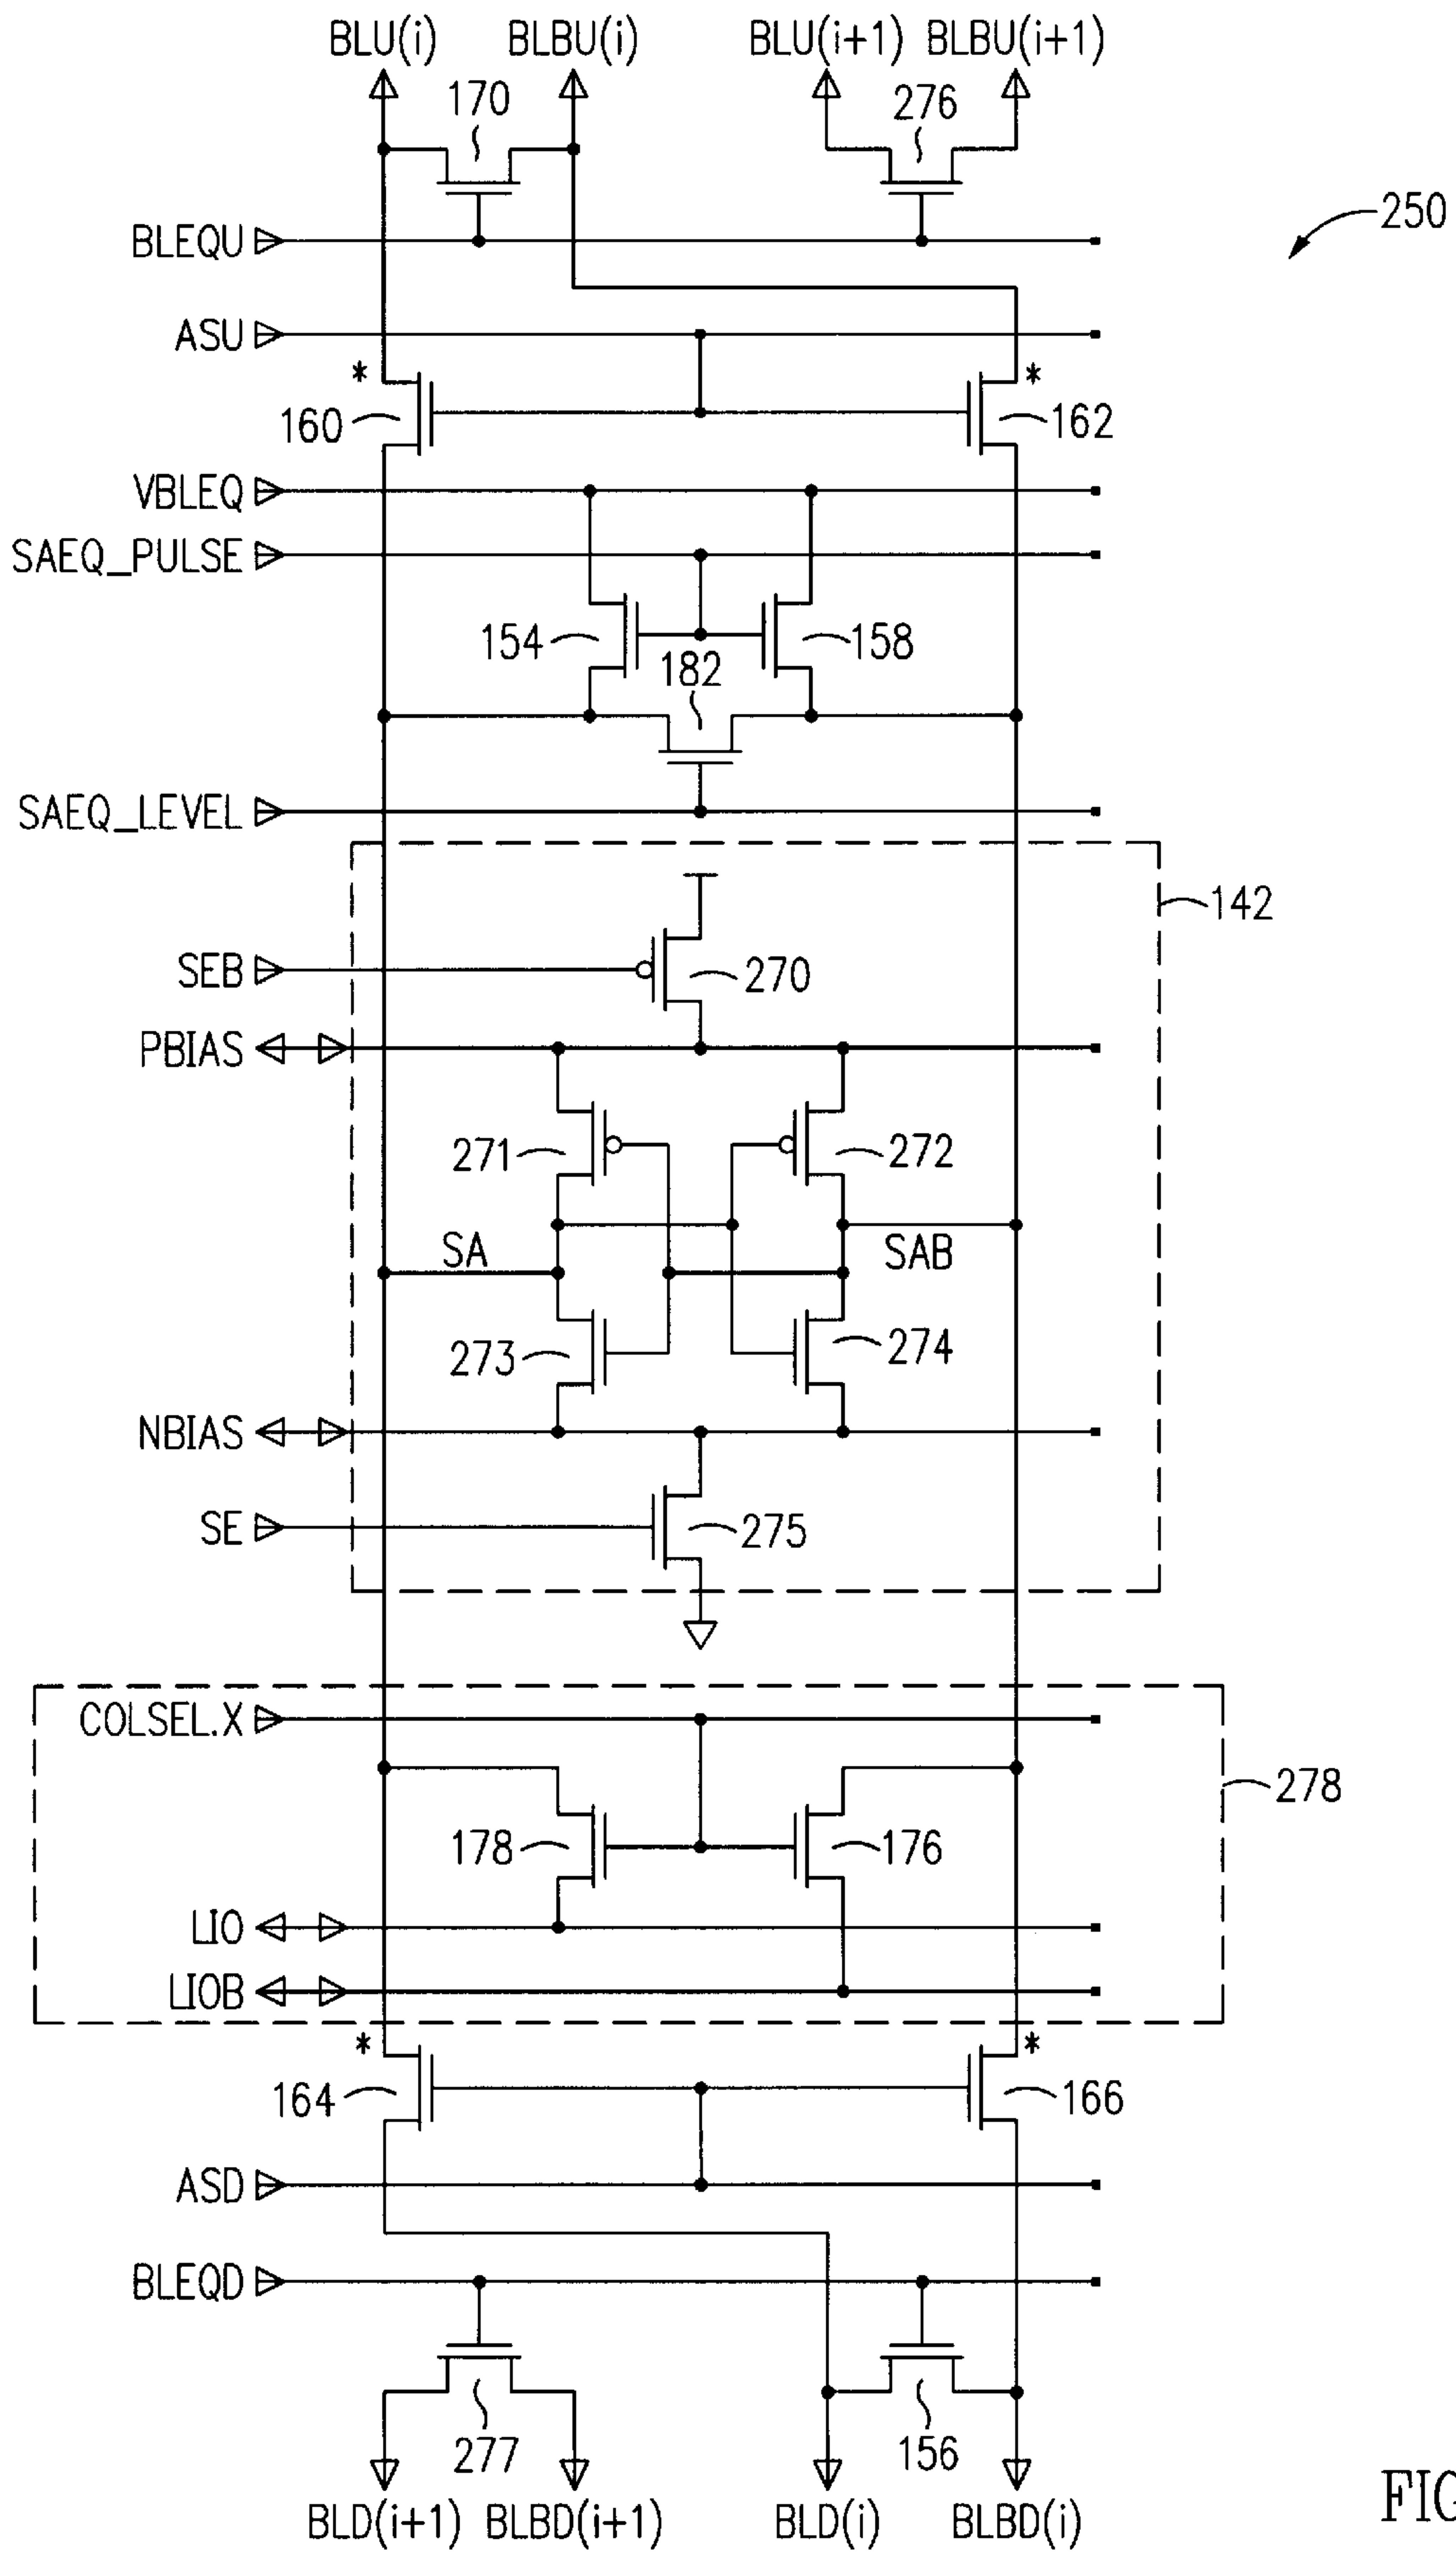 BLU(i) BLBU(i) BLU(i+1) BLBU(i+1)
170 276
250
BLEQU
ASU
* *
160 162
VBLEQ
SAEQ_PULSE
154 158
182
SAEQ_LEVEL
142
SEB
270
PBIAS
271 272
SA SAB
273 274
NBIAS
SE
275
COLSEL.X
278
178 176
LIO
LIOB
* *
164 166
ASD
BLEQD
277 156
BLD(i+1) BLBD(i+1) BLD(i) BLBD(i)
FIG